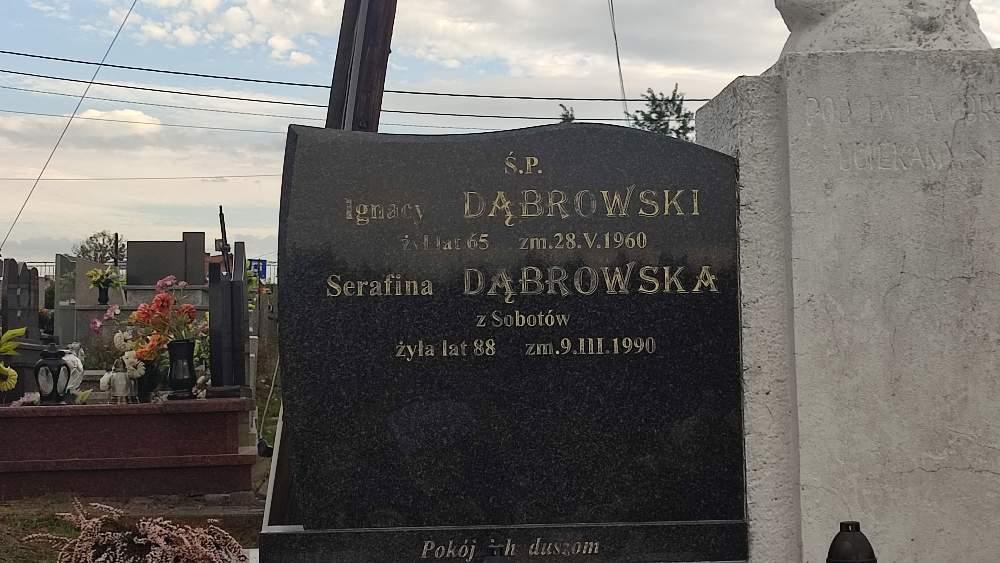 Ś.P.
Ignacy DĄBROWSKI
żył lat 65 zm.28.V.1960
Serafina DĄBROWSKA
z Sobotów
żyła lat 88 zm.9.III.1990
Pokój ich duszom